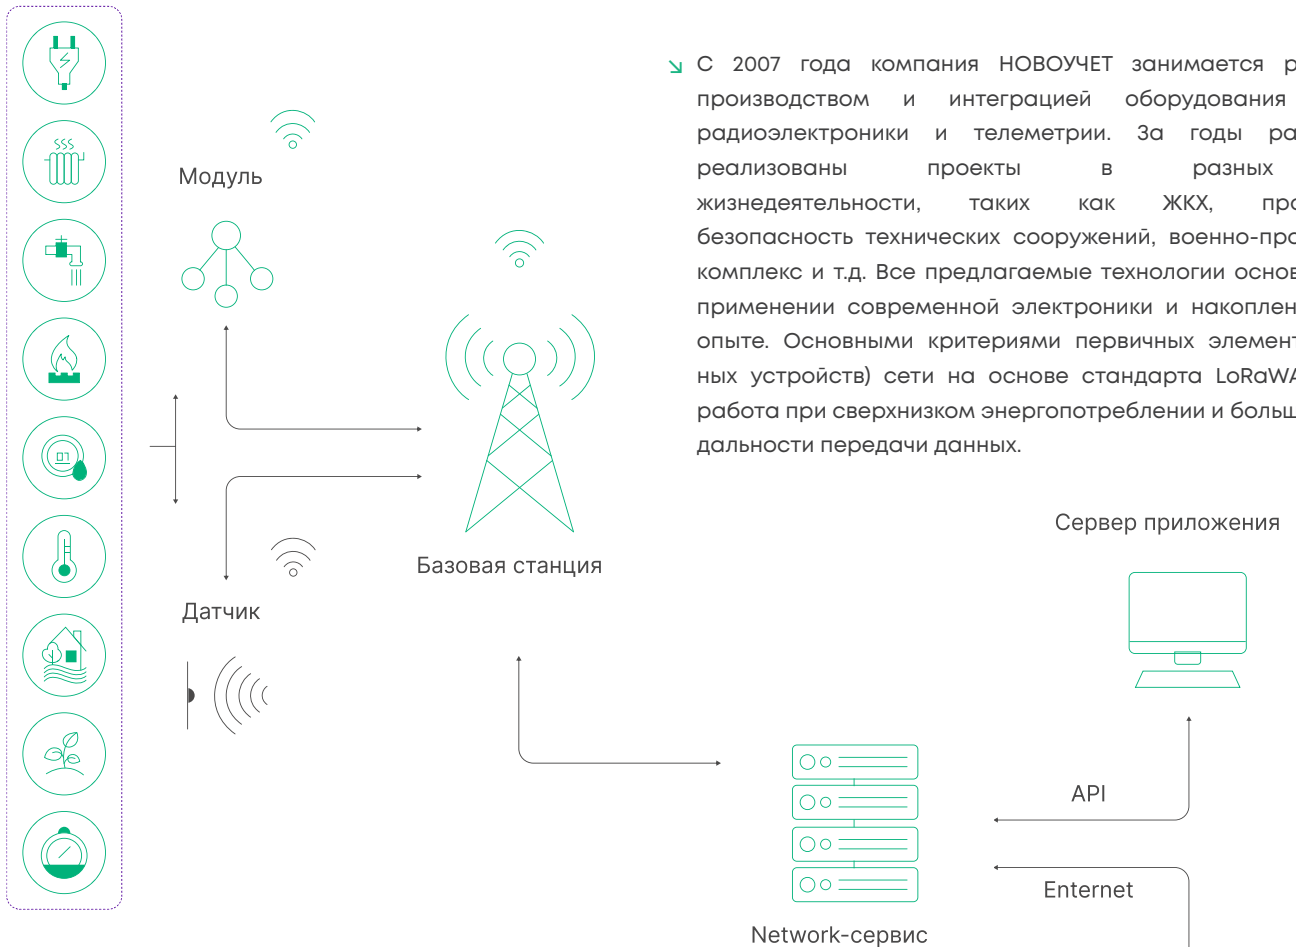 С 2007 года компания НОВОУЧЕТ занимается
производством и интеграцией оборудования
радиоэлектроники и телеметрии. За годы
реализованы проекты в разных
жизнедеятельности, таких как ЖКХ,
безопасность технических сооружений,
комплекс и т.д. Все предлагаемые технологии
применении современной электроники и
опыте. Основными критериями первичных
ных устройств) сети на основе стандарта
работа при сверхнизком энергопотреблении и
дальности передачи данных.
Модуль
Базовая станция
Датчик
Сервер приложения
API
Enternet
Network-сервис